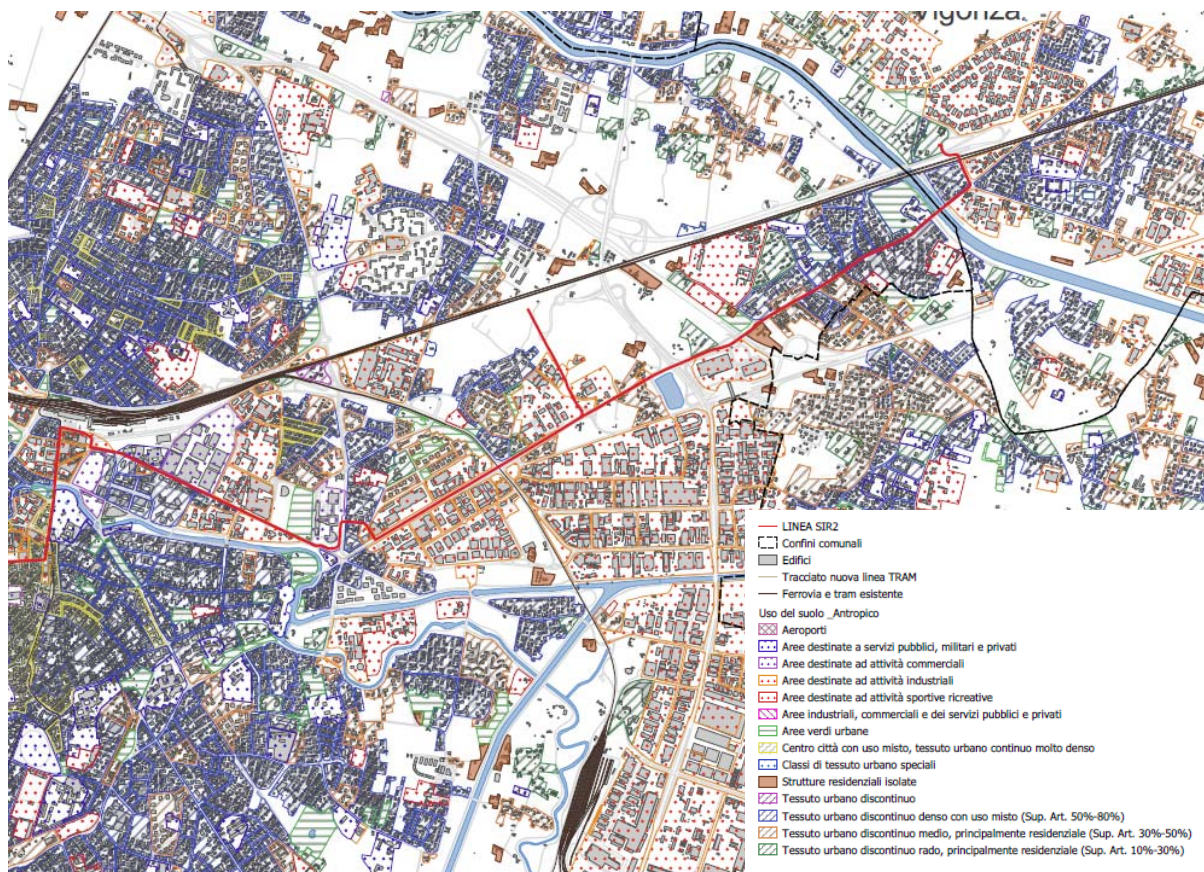 Vigonza
LINEA SIR2
Confini comunali
Edifici
Tracciato nuova linea TRAM
Ferrovia e tram esistente
Uso del suolo _Antropico
Aeroporti
Aree destinate a servizi pubblici, militari e privati
Aree destinate ad attività commerciali
Aree destinate ad attività industriali
Aree destinate ad attività sportive ricreative
Aree industriali, commerciali e dei servizi pubblici e privati
Aree verdi urbane
Centro città con uso misto, tessuto urbano continuo molto denso
Classi di tessuto urbano speciali
Strutture residenziali isolate
Tessuto urbano discontinuo
Tessuto urbano discontinuo denso con uso misto (Sup. Art. 50%-80%)
Tessuto urbano discontinuo medio, principalmente residenziale (Sup. Art. 30%-50%)
Tessuto urbano discontinuo rado, principalmente residenziale (Sup. Art. 10%-30%)